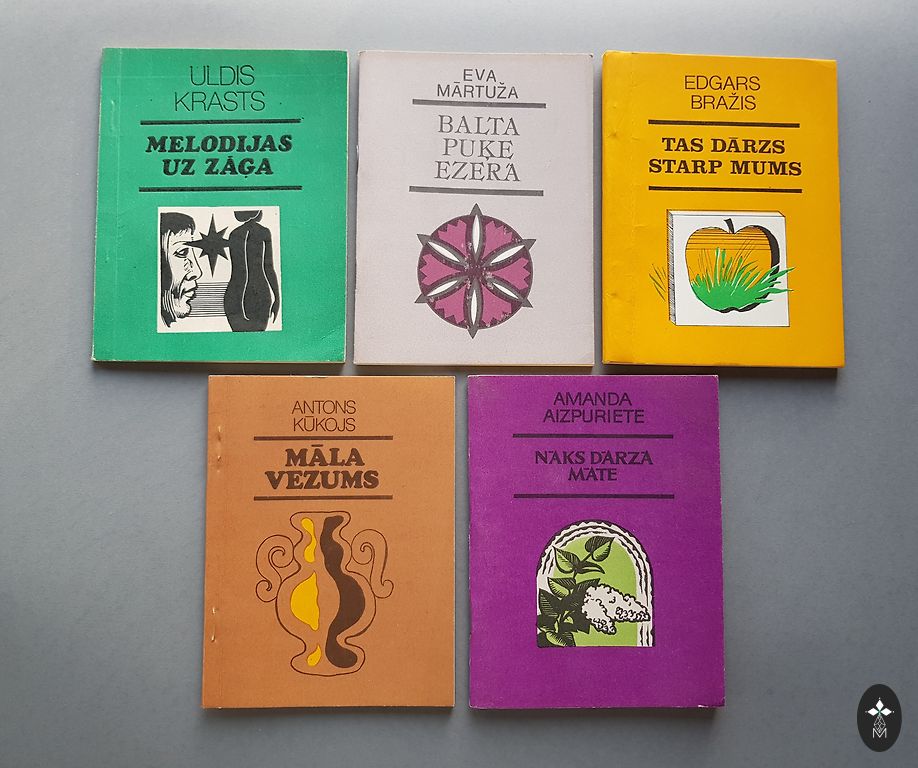 ULDIS
KRASTS
MELODIJAS
UZ ZĀĢA
EVA
MĀRTUŽA
BALTA
PUĶE
EZERĀ
EDGARS
BRAŽIS
TAS DĀRZS
STARP MUMS
ANTONS
KŪKOJS
MĀLA
VEZUMS
AMANDA
AIZPURIETE
NĀKS DĀRZĀ
MĀTE
M